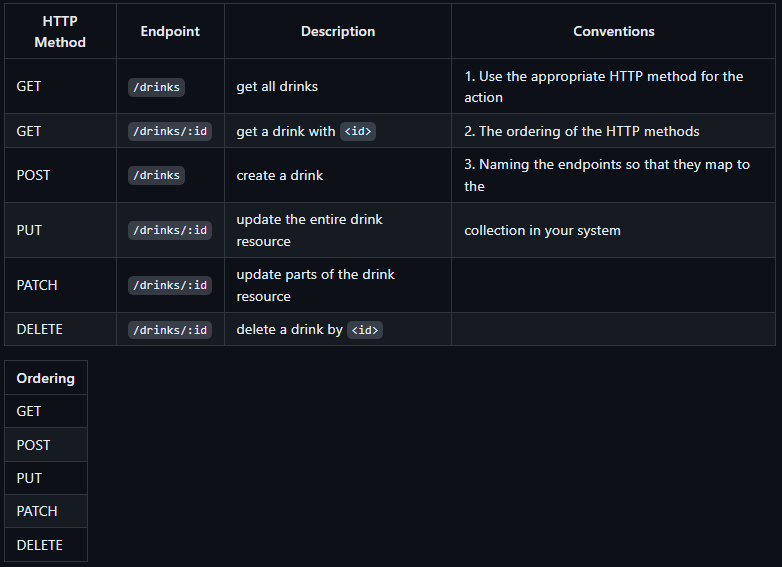 HTTP Method Endpoint Description Conventions
GET /drinks get all drinks 1. Use the appropriate HTTP method for the action
GET /drinks/:id get a drink with <id> 2. The ordering of the HTTP methods
POST /drinks create a drink 3. Naming the endpoints so that they map to the
PUT /drinks/:id update the entire drink resource collection in your system
PATCH /drinks/:id update parts of the drink resource
DELETE /drinks/:id delete a drink by <id>
Ordering
GET
POST
PUT
PATCH
DELETE